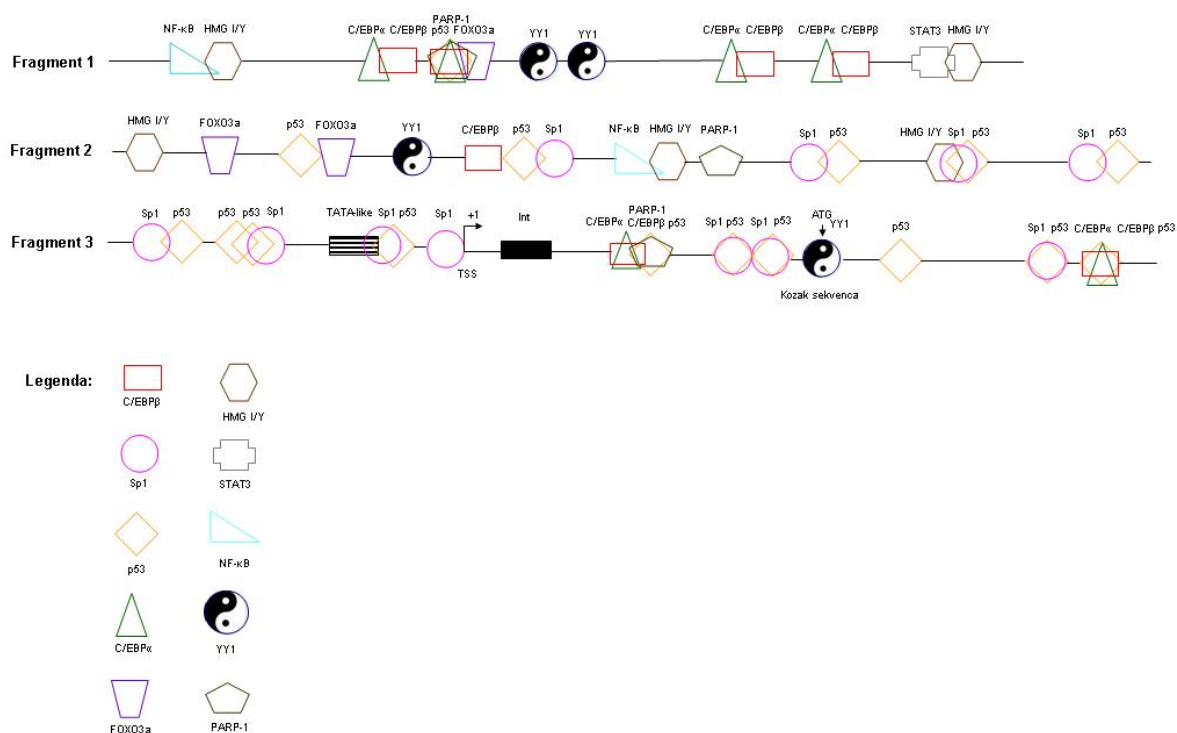 PARP-1
NF-κB HMG I/Y C/EBPα C/EBPβ p53 FOXO3a YY1 YY1 C/EBPα C/EBPβ C/EBPα C/EBPβ STAT3 HMG I/Y
Fragment 1
HMG I/Y FOXO3a p53 FOXO3a YY1 C/EBPβ p53 Sp1 NF-κB HMG I/Y PARP-1 Sp1 p53 HMG I/Y Sp1 p53 Sp1 p53
Fragment 2
Sp1 p53 p53 p53 Sp1 TATA-like Sp1 p53 Sp1 +1 Int C/EBPα PARP-1 C/EBPβ p53 Sp1 p53 Sp1 p53 ATG YY1 p53 Sp1 p53 C/EBPα C/EBPβ p53
Fragment 3
TSS Kozak sekvenca
Legenda:
C/EBPβ HMG I/Y
Sp1 STAT3
p53 NF-κB
C/EBPα YY1
FOXO3a PARP-1